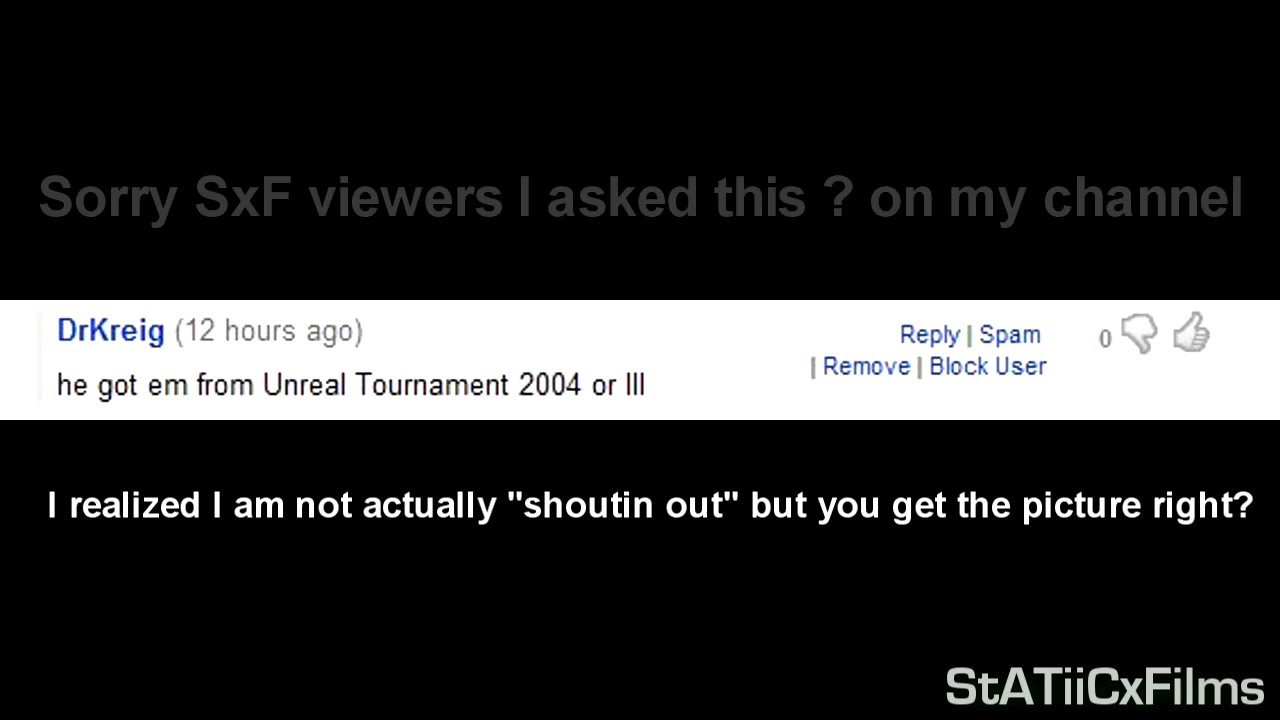 Sorry SxF viewers I asked this ? on my channel
DrKreig (12 hours ago)
Reply | Spam
0
| Remove | Block User
he got em from Unreal Tournament 2004 or III
I realized I am not actually "shoutin out" but you get the picture right?
StATiiCxFilms